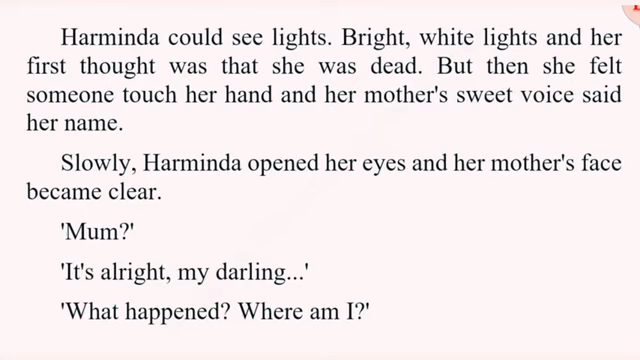 Harminda could see lights. Bright, white lights and her
first thought was that she was dead. But then she felt
someone touch her hand and her mother's sweet voice said
her name.
Slowly, Harminda opened her eyes and her mother's face
became clear.
'Mum?'
'It's alright, my darling...'
'What happened? Where am I?'